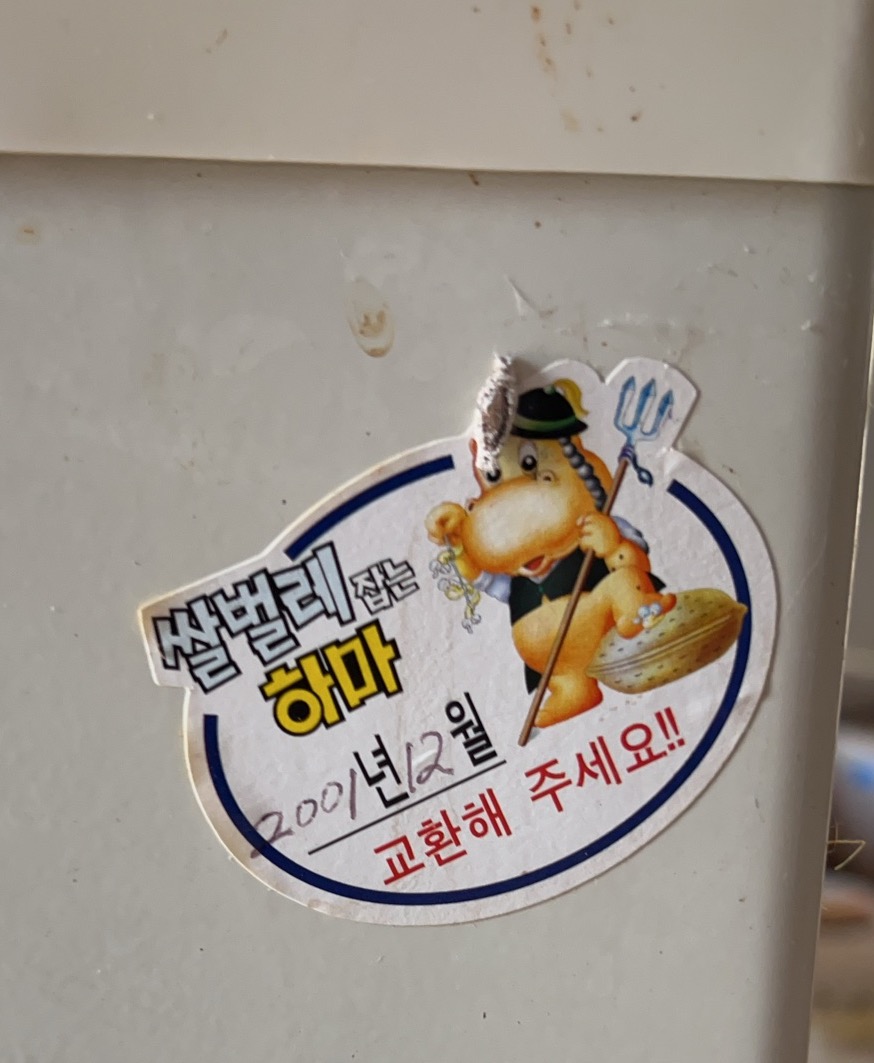 쌀벌레 잡는
하마
2001년 12월
교환해 주세요!!